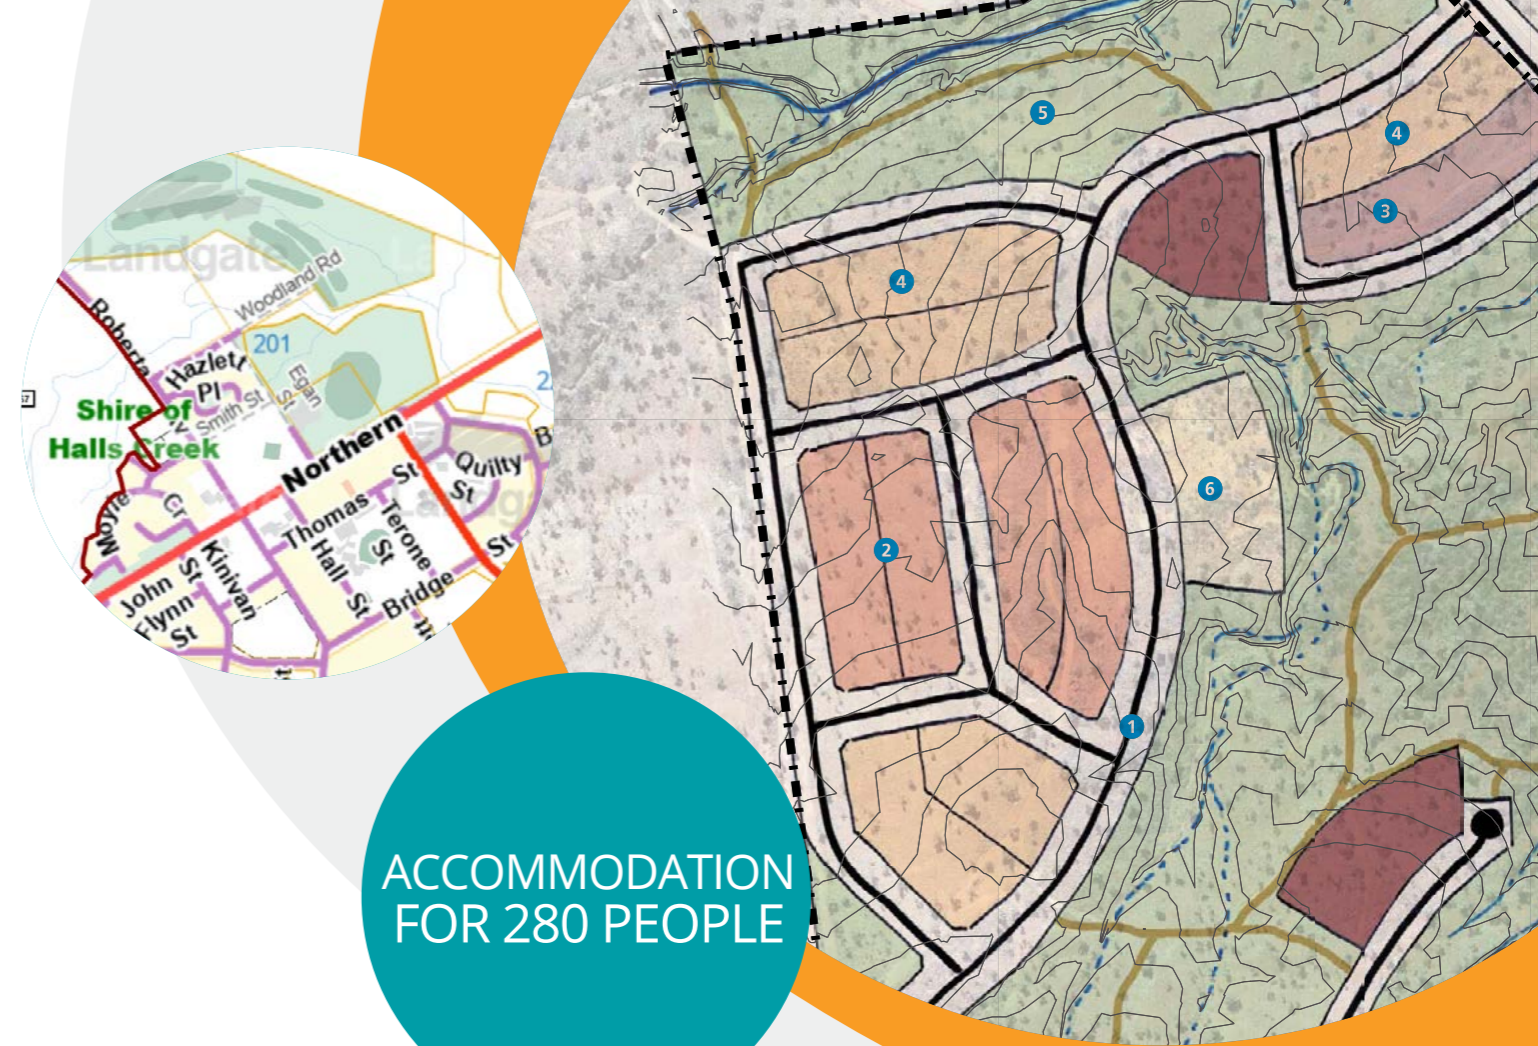 Landgate
Woodland Rd
Roberta
201
Hazlett
Pl
Egan
St
Smith St
Shire of
Halls Creek
Northern
Quilty
St
St
Thomas
Terone
St
Hall
St
Moyle
Cr
Kinivan
St
John
Flynn
St
Bridge
St
ACCOMMODATION
FOR 280 PEOPLE
5
4
3
4
6
2
1